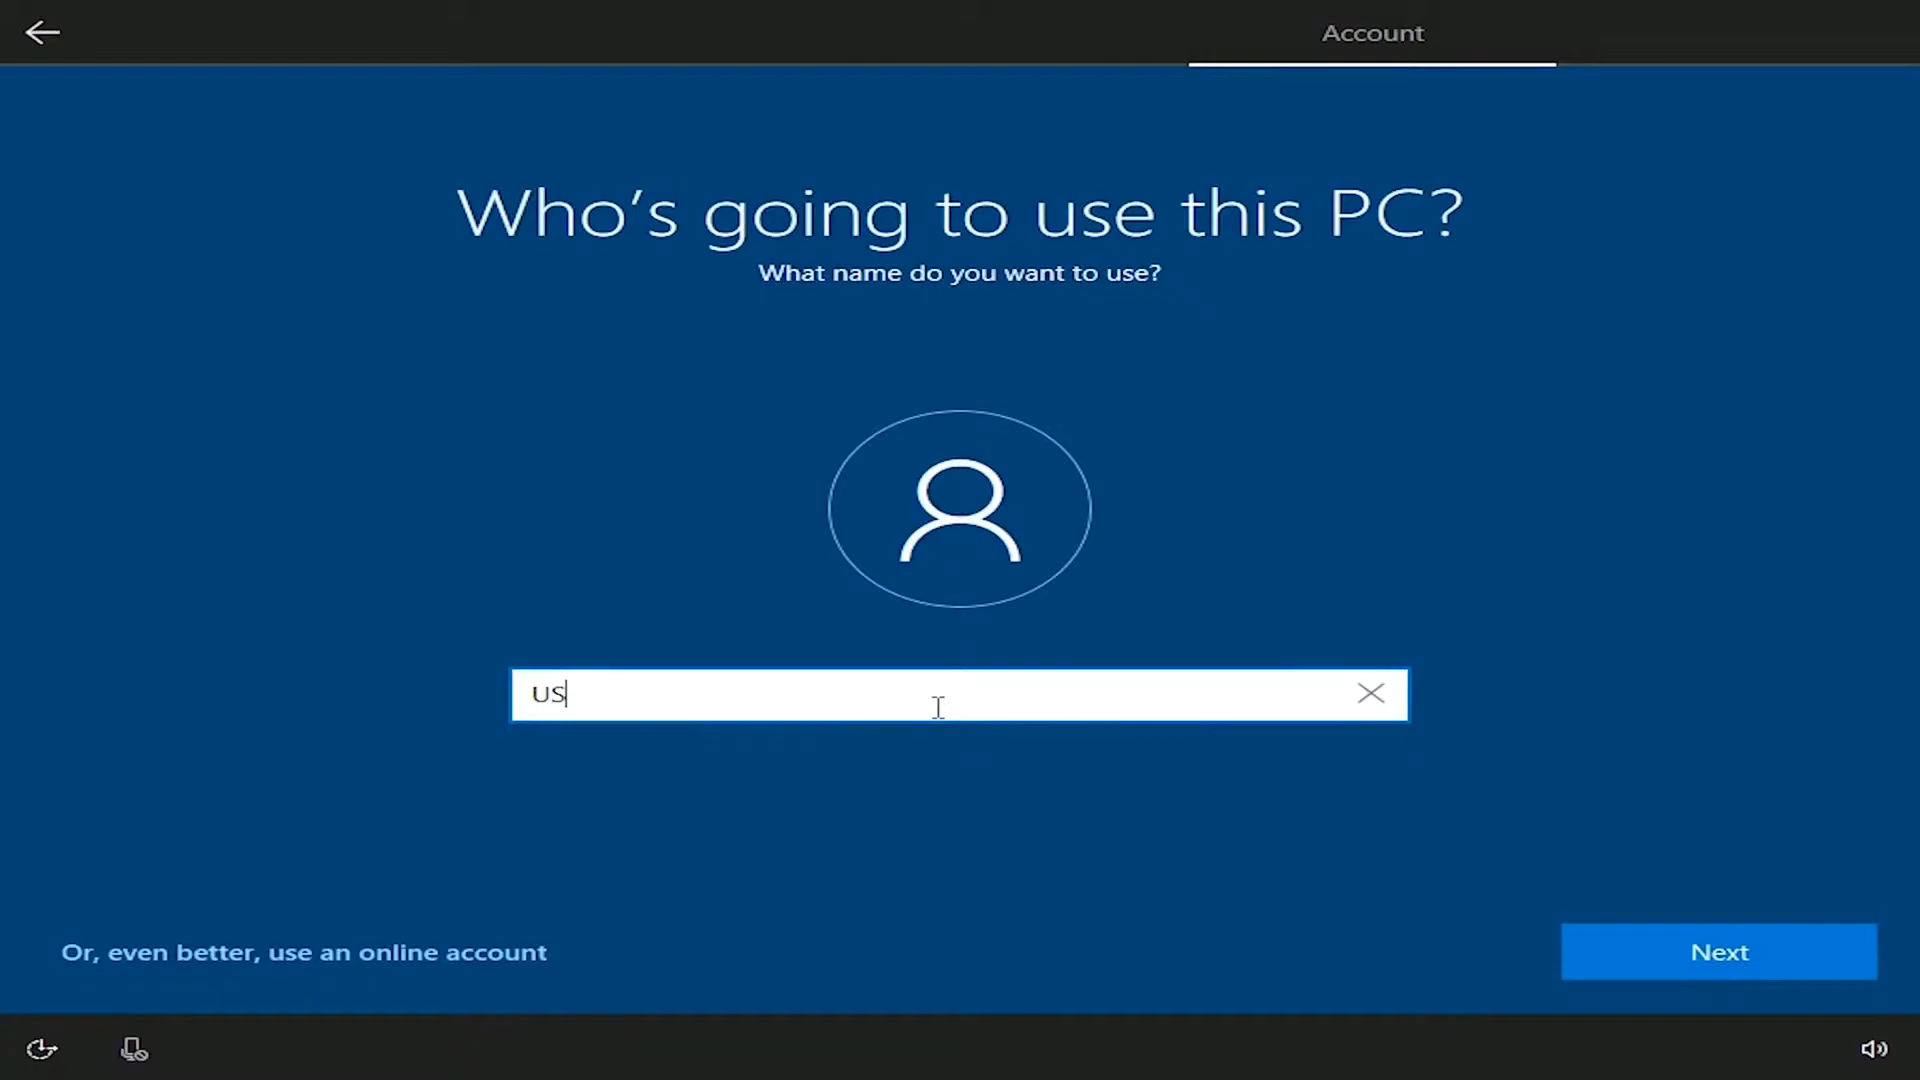 Account
Who's going to use this PC?
What name do you want to use?
US
Or, even better, use an online account
Next